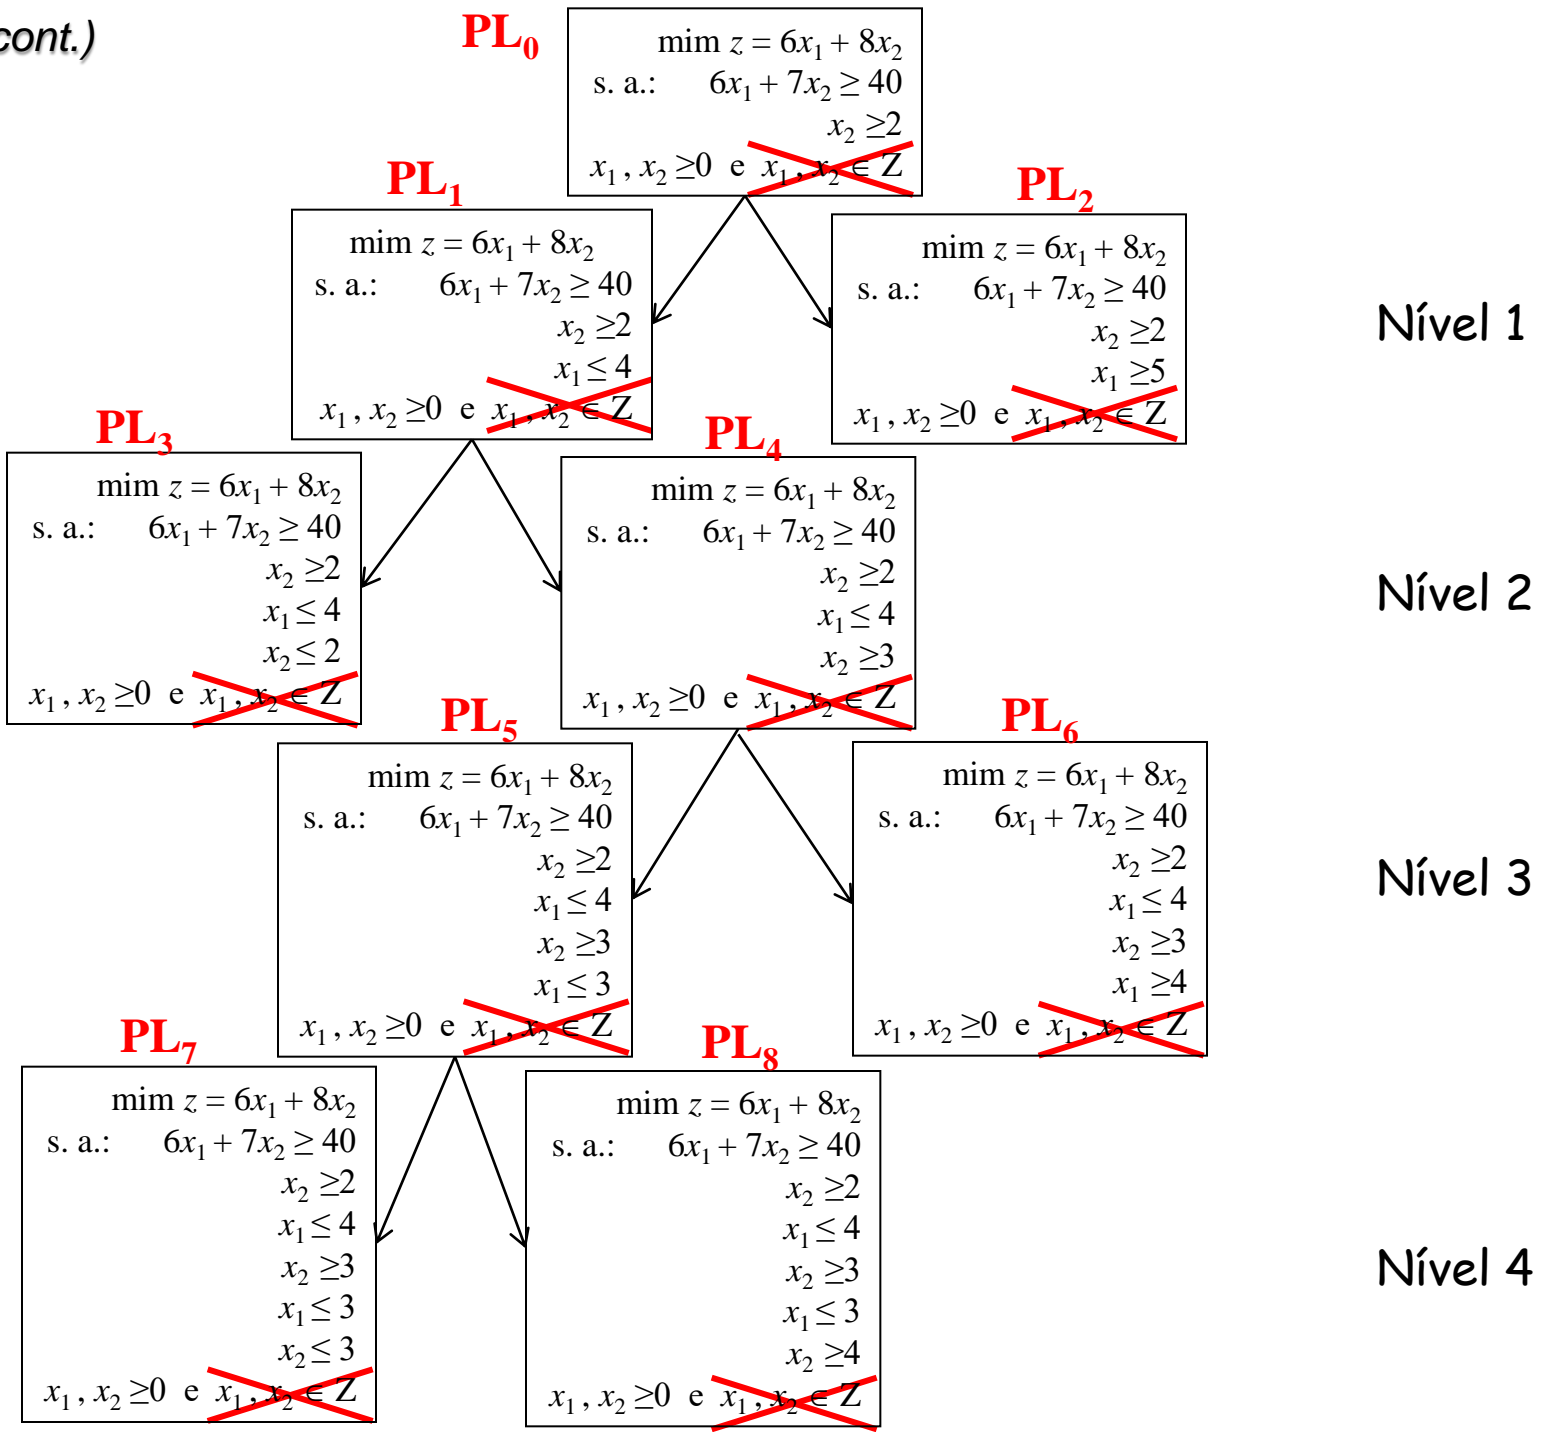 cont.)
PL₀
mim z = 6x₁ + 8x₂
s. a.: 6x₁ + 7x₂ ≥ 40
x₂ ≥2
x₁ , x₂ ≥0 e x₁ , x₂ ∈ Z
PL₁
mim z = 6x₁ + 8x₂
s. a.: 6x₁ + 7x₂ ≥ 40
x₂ ≥2
x₁ ≤ 4
x₁ , x₂ ≥0 e x₁ , x₂ ∈ Z
PL₂
mim z = 6x₁ + 8x₂
s. a.: 6x₁ + 7x₂ ≥ 40
x₂ ≥2
x₁ ≥5
x₁ , x₂ ≥0 e x₁ , x₂ ∈ Z
Nível 1
PL₃
mim z = 6x₁ + 8x₂
s. a.: 6x₁ + 7x₂ ≥ 40
x₂ ≥2
x₁ ≤ 4
x₂ ≤ 2
x₁ , x₂ ≥0 e x₁ , x₂ ∈ Z
PL₄
mim z = 6x₁ + 8x₂
s. a.: 6x₁ + 7x₂ ≥ 40
x₂ ≥2
x₁ ≤ 4
x₂ ≥3
x₁ , x₂ ≥0 e x₁ , x₂ ∈ Z
Nível 2
PL₅
mim z = 6x₁ + 8x₂
s. a.: 6x₁ + 7x₂ ≥ 40
x₂ ≥2
x₁ ≤ 4
x₂ ≥3
x₁ ≤ 3
x₁ , x₂ ≥0 e x₁ , x₂ ∈ Z
PL₆
mim z = 6x₁ + 8x₂
s. a.: 6x₁ + 7x₂ ≥ 40
x₂ ≥2
x₁ ≤ 4
x₂ ≥3
x₁ ≥4
x₁ , x₂ ≥0 e x₁ , x₂ ∈ Z
Nível 3
PL₇
mim z = 6x₁ + 8x₂
s. a.: 6x₁ + 7x₂ ≥ 40
x₂ ≥2
x₁ ≤ 4
x₂ ≥3
x₁ ≤ 3
x₂ ≤ 3
x₁ , x₂ ≥0 e x₁ , x₂ ∈ Z
PL₈
mim z = 6x₁ + 8x₂
s. a.: 6x₁ + 7x₂ ≥ 40
x₂ ≥2
x₁ ≤ 4
x₂ ≥3
x₁ ≤ 3
x₂ ≥4
x₁ , x₂ ≥0 e x₁ , x₂ ∈ Z
Nível 4